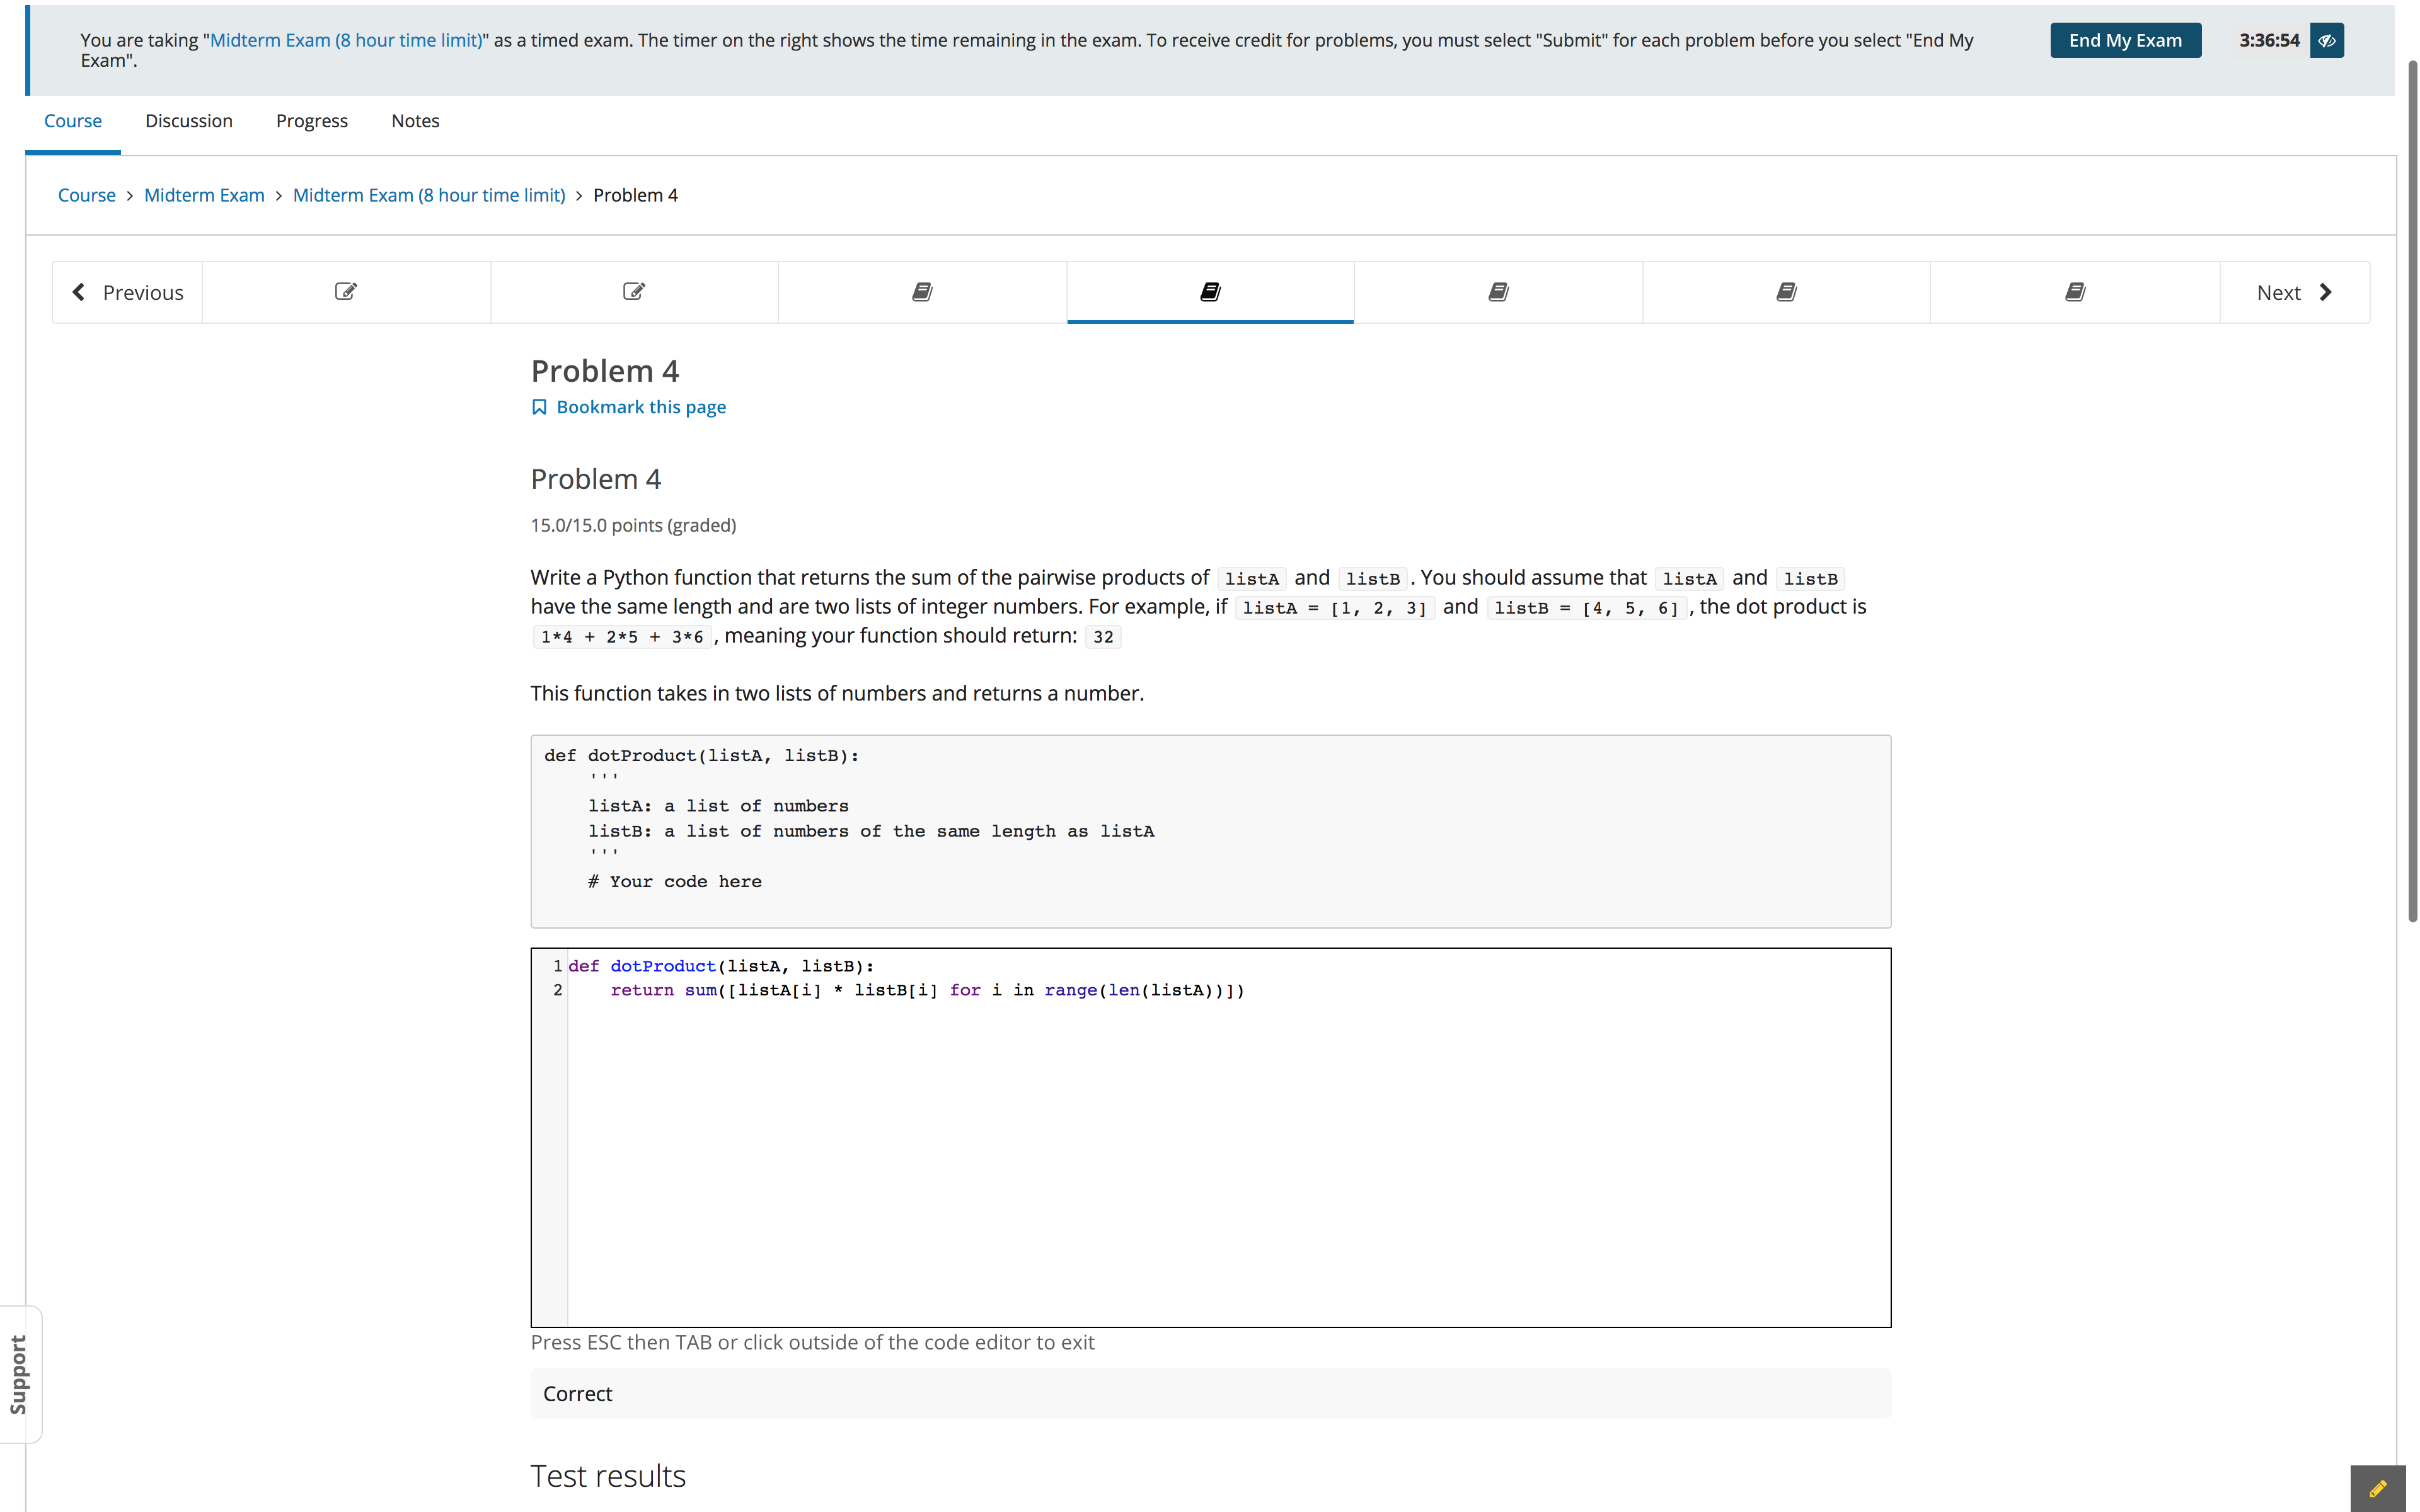 You are taking "Midterm Exam (8 hour time limit)" as a timed exam. The timer on the right shows the time remaining in the exam. To receive credit for problems, you must select "Submit" for each problem before you select "End My
Exam".
End My Exam
3:36:54
Course Discussion Progress Notes
Course > Midterm Exam > Midterm Exam (8 hour time limit) > Problem 4
Previous
Next
Problem 4
Bookmark this page
Problem 4
15.0/15.0 points (graded)
Write a Python function that returns the sum of the pairwise products of listA and listB. You should assume that listA and listB
have the same length and are two lists of integer numbers. For example, if listA = [1, 2, 3] and listB = [4, 5, 6], the dot product is
1*4 + 2*5 + 3*6, meaning your function should return: 32
This function takes in two lists of numbers and returns a number.
def dotProduct(listA, listB):
    '''
    listA: a list of numbers
    listB: a list of numbers of the same length as listA
    '''
    # Your code here
1 def dotProduct(listA, listB):
2     return sum([listA[i] * listB[i] for i in range(len(listA))])
Press ESC then TAB or click outside of the code editor to exit
Correct
Support
Test results